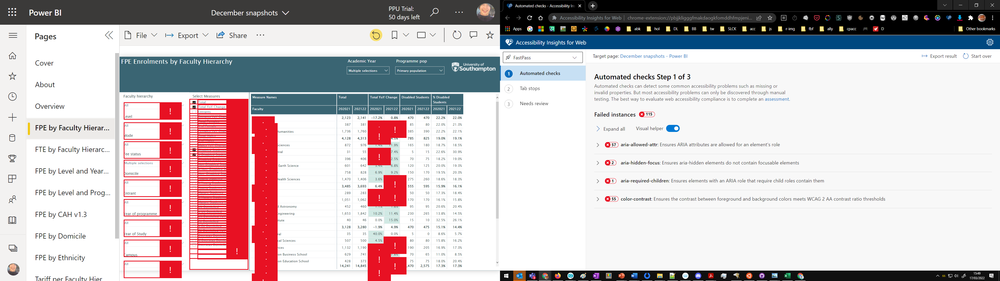 Power BI
December snapshots
PPU Trial:
50 days left
Pages
File
Export
Share
Cover
About
Overview
FPE by Faculty Hierar...
FTE by Faculty Hierarc...
FPE by Level and Year...
FPE by Level and Prog...
FPE by CAH v1.3
FPE by Domicile
FPE by Ethnicity
Tariff per Faculty Hier
FPE Enrolments by Faculty Hierarchy
Academic Year
Multiple selections
Programme pop
Primary population
University of
Southampton
Faculty hierarchy
All
Level
Mode
All
Fee status
Multiple selections
Domicile
All
Entrant
All
Year of programme
All
Year of Study
All
Campus
All
Select Measures
Total
Total YoY Change
Entrants
Measure Names Total Total YoY Change Disabled Students % Disabled Students
Faculty 202021 202122 202021 202122 202021 202122 202021 202122
2,123 2,141 -17.2% 0.8% 470 470 22.2% 22.0%
387 381 85 80 22.0% 21.3%
Humanities 1,736 1,760 385 390 22.2% 22.1%
4,128 4,313 4.5% 785 825 19.0% 19.1%
Sciences 872 976 1.4% 11.9% 165 180 18.7% 18.5%
tral 31 55 7.4% 5 15 22.6% 30.9%
396 406 2.5% 70 75 18.2% 19.0%
Earth Science 601 642 3.4% 6.8% 120 125 20.0% 19.3%
758 828 6.9% 9.2% 150 170 19.5% 20.3%
Health Sciences 1,470 1,406 3.6% 275 260 18.6% 18.3%
3,485 3,693 6.4% 555 595 15.9% 16.1%
289 283 50 50 17.3% 18.4%
1,051 1,062 170 170 16.1% 15.8%
d Astronomy 452 460 1.1% 1.8% 95 95 20.6% 20.4%
ngineering 1,653 1,842 10.2% 11.4% 230 265 13.8% 14.5%
itute 40 46 0.0% 15.0% 15 10 32.5% 26.1%
3,128 3,280 -1.9% 4.9% 470 475 15.1% 14.4%
ral 35 35 40.0% 0.0% 5 0 8.6% 5.7%
cal Sciences 507 500 4.5% 80 80 15.8% 16.2%
nces 1,132 1,190 190 205 16.9% 17.3%
on Business School 629 741 7.8% 70 65 11.0% 8.5%
on Education School 428 373 75 75 18.0% 20.4%
14,241 14,845 ,470 2,575 17.3% 17.3%
Automated checks - Accessibility In
Accessibility Insights for Web | chrome-extension://pbjjkligggfmakdaogkfomddhfmpjeni...
Apps abk hol DL BB tw SLCK acc js r-img fbf ally cpacc D Other bookmarks
Accessibility Insights for Web
FastPass
Target page: December snapshots - Power BI
Export result
Start over
1 Automated checks
2 Tab stops
3 Needs review
Automated checks Step 1 of 3
Automated checks can detect some common accessibility problems such as missing or
invalid properties. But most accessibility problems can only be discovered through manual
testing. The best way to evaluate web accessibility compliance is to complete an assessment.
Failed instances 115
Expand all
Visual helper
57 aria-allowed-attr: Ensures ARIA attributes are allowed for an element's role
2 aria-hidden-focus: Ensures aria-hidden elements do not contain focusable elements
1 aria-required-children: Ensures elements with an ARIA role that require child roles contain them
55 color-contrast: Ensures the contrast between foreground and background colors meets WCAG 2 AA contrast ratio thresholds
66
15:49
17/03/2022